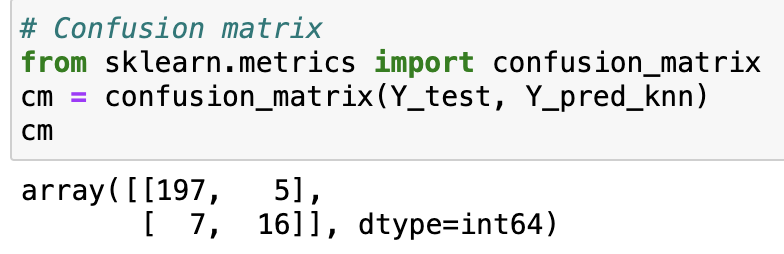 # Confusion matrix
from sklearn.metrics import confusion_matrix
cm = confusion_matrix(Y_test, Y_pred_knn)
cm
array([[197,   5],
       [  7,  16]], dtype=int64)